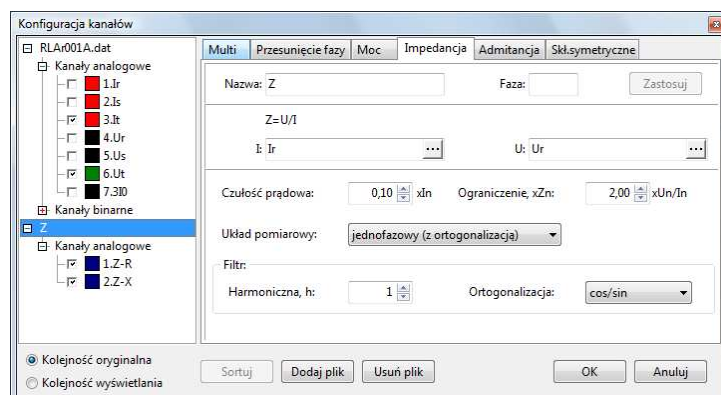 Konfiguracja kanałów
RLAr001A.dat
Kanały analogowe
1.Ir
2.Is
3.It
4.Ur
5.Us
6.Ut
7.3I0
Kanały binarne
Z
Kanały analogowe
1.Z-R
2.Z-X
Kolejność oryginalna
Kolejność wyświetlania
Multi Przesunięcie fazy Moc Impedancja Admitancja Skł.symetryczne
Nazwa: Z Faza: Zastosuj
Z=U/I
I: Ir ... U: Ur ...
Czułość prądowa: 0,10 xIn Ograniczenie, xZn: 2,00 xUn/In
Układ pomiarowy: jednofazowy (z ortogonalizacją)
Filtr:
Harmoniczna, h: 1 Ortogonalizacja: cos/sin
Sortuj Dodaj plik Usuń plik OK Anuluj